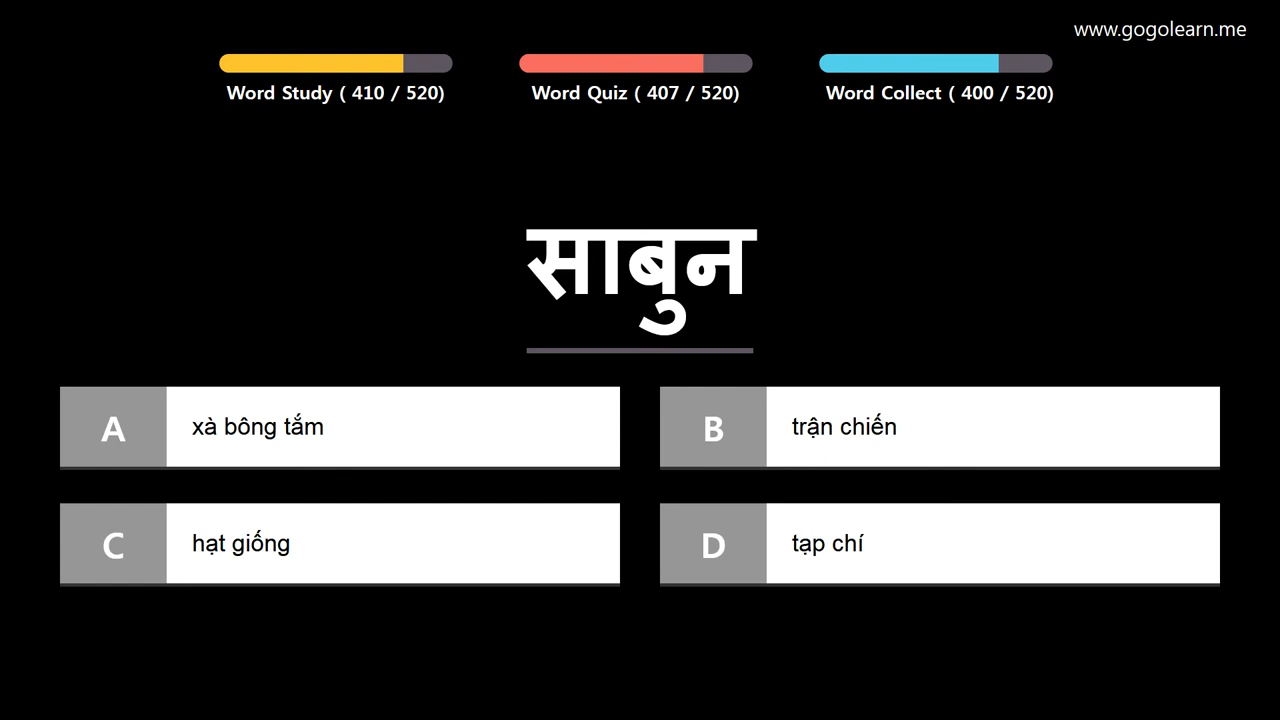 www.gogolearn.me
Word Study ( 410 / 520)
Word Quiz ( 407 / 520)
Word Collect ( 400 / 520)
साबुन
A
xà bông tắm
B
trận chiến
C
hạt giống
D
tạp chí